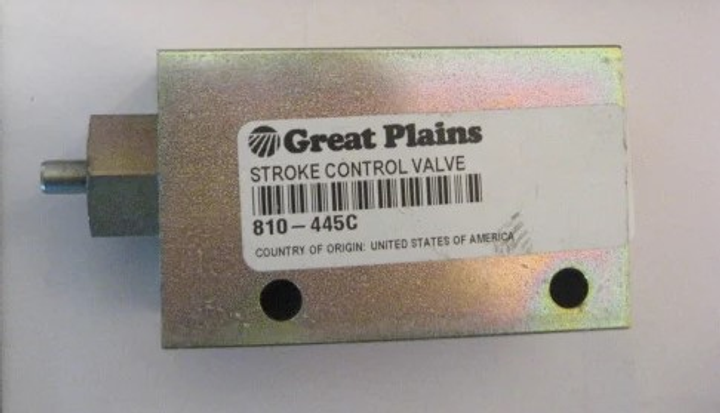 Great Plains
STROKE CONTROL VALVE
810-445C
COUNTRY OF ORIGIN: UNITED STATES OF AMERICA